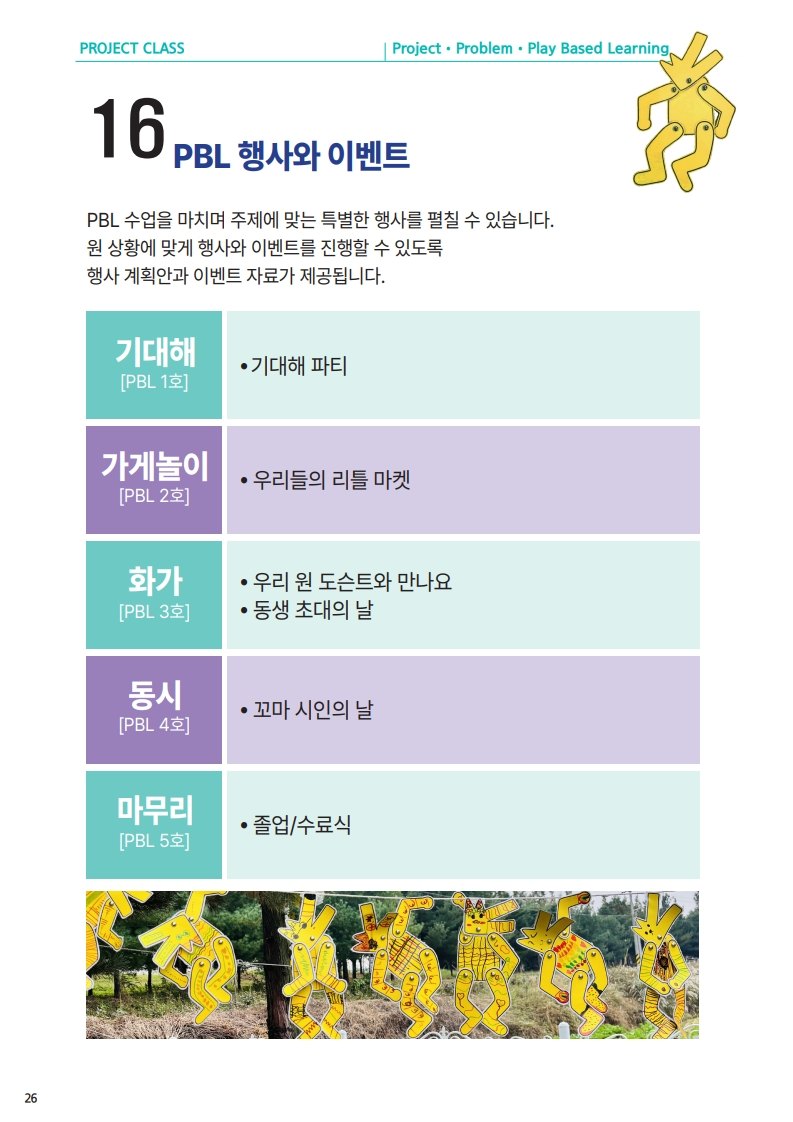 PROJECT CLASS
Project • Problem • Play Based Learning
16 PBL 행사와 이벤트
PBL 수업을 마치며 주제에 맞는 특별한 행사를 펼칠 수 있습니다.
원 상황에 맞게 행사와 이벤트를 진행할 수 있도록
행사 계획안과 이벤트 자료가 제공됩니다.
기대해
[PBL 1호]
• 기대해 파티
가게놀이
[PBL 2호]
• 우리들의 리틀 마켓
화가
[PBL 3호]
• 우리 원 도슨트와 만나요
• 동생 초대의 날
동시
[PBL 4호]
• 꼬마 시인의 날
마무리
[PBL 5호]
• 졸업/수료식
26